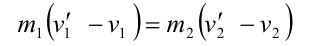 m₁(v₁′ - v₁) = m₂(v₂′ - v₂)